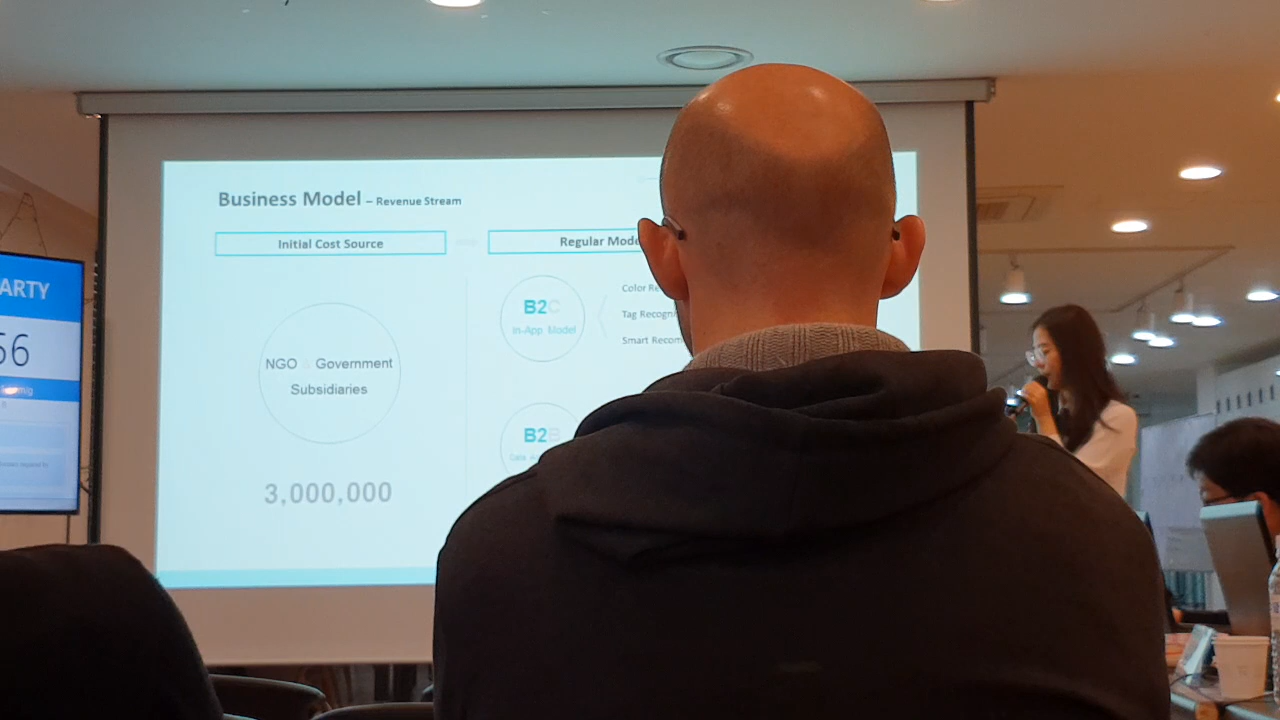 ARTY
56
Business Model – Revenue Stream
Initial Cost Source
Regular Mode
B2C
In-App Model
Color Re
Tag Recogni
Smart Recom
NGO & Government
Subsidiaries
B2B
3,000,000